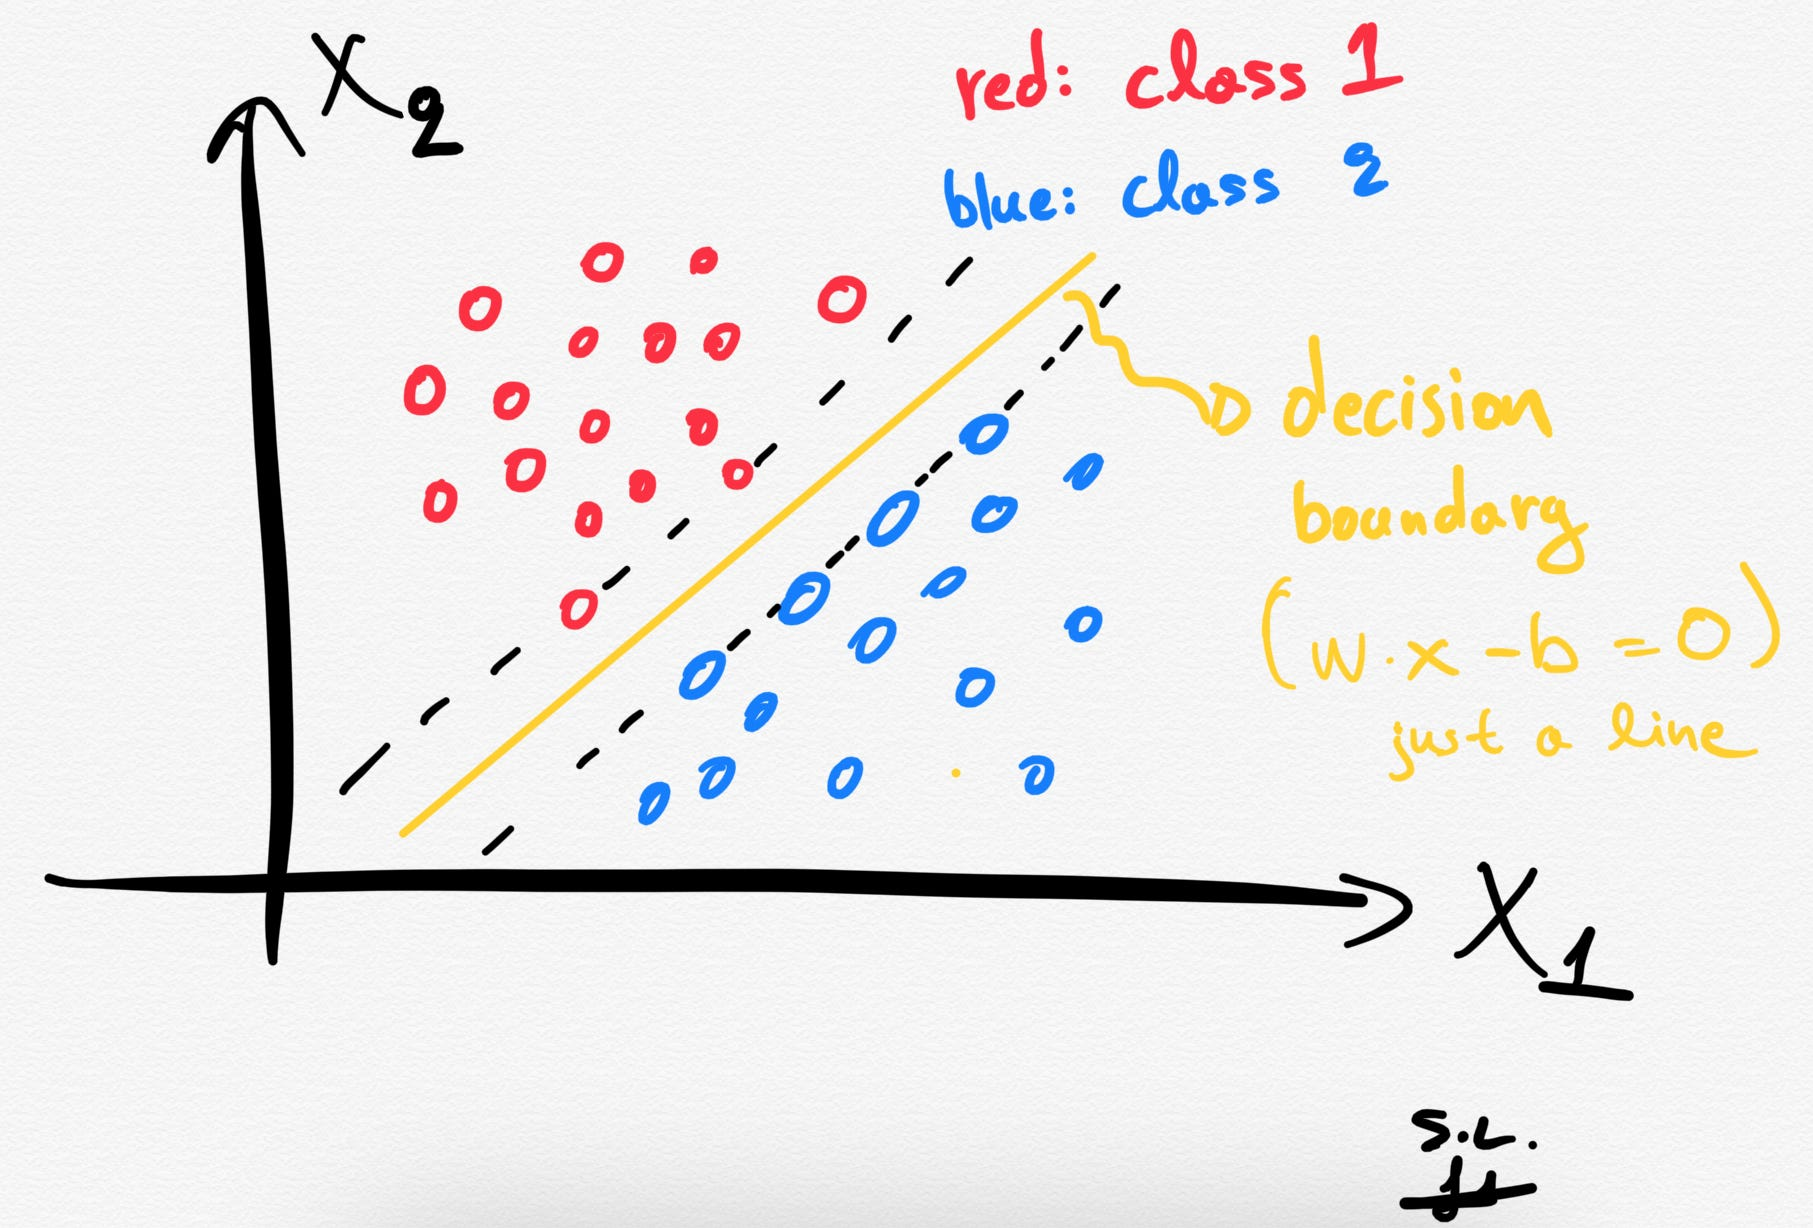 X2
red: class 1
blue: class 2
decision
boundary
(w.x - b = 0)
just a line
X1
s.L.